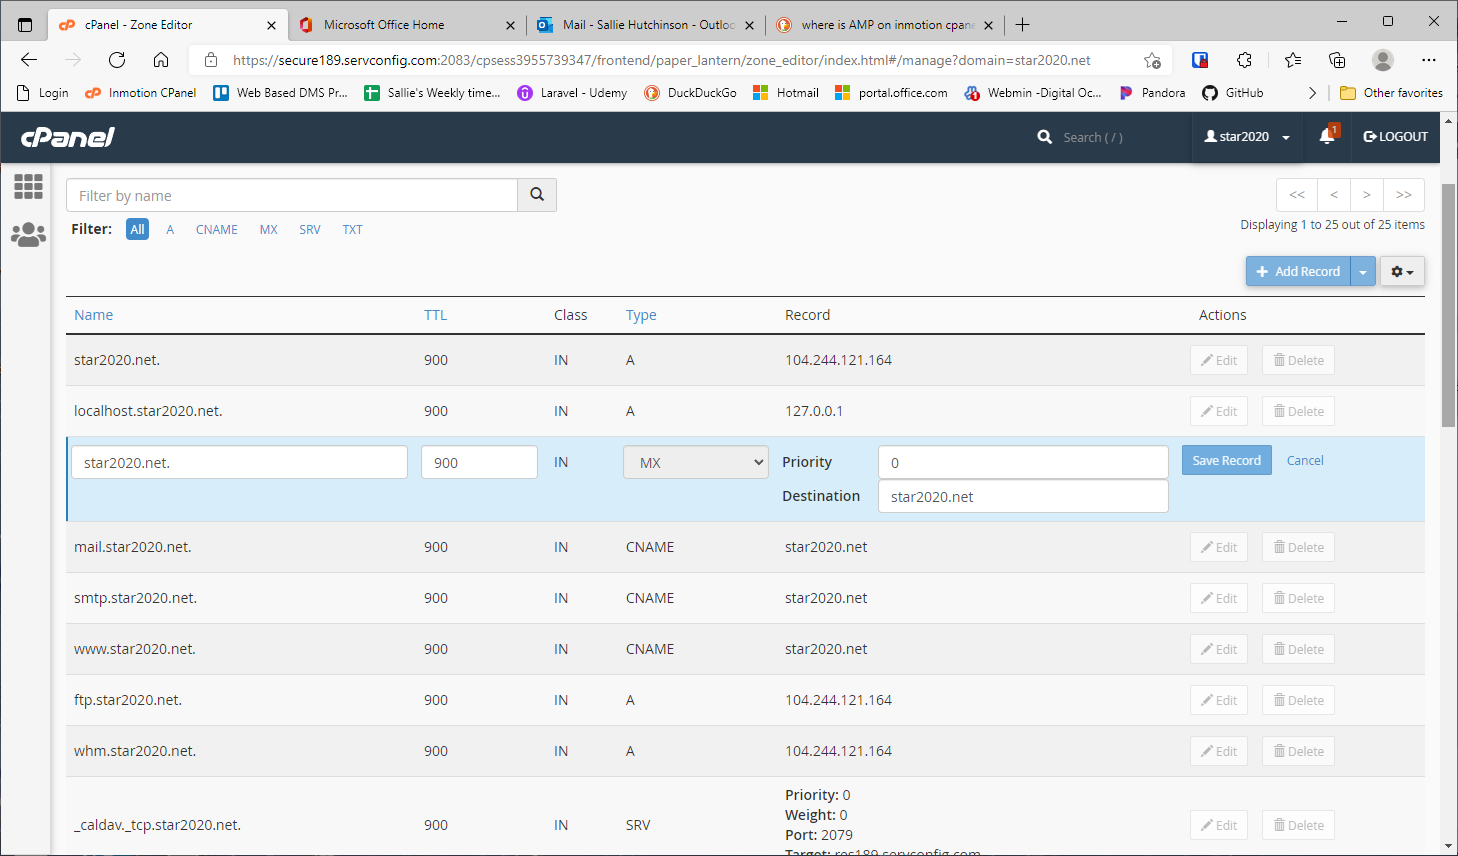 cPanel - Zone Editor
Microsoft Office Home
Mail - Sallie Hutchinson - Outloo
where is AMP on inmotion cpane
https://secure189.servconfig.com:2083/cpsess3955739347/frontend/paper_lantern/zone_editor/index.html#/manage?domain=star2020.net
Login
Inmotion CPanel
Web Based DMS Pr...
Sallie's Weekly time...
Laravel - Udemy
DuckDuckGo
Hotmail
portal.office.com
Webmin -Digital Oc...
Pandora
GitHub
Other favorites
cPanel
Search ( / )
star2020
1
LOGOUT
Filter by name
<< < > >>
Filter: All A CNAME MX SRV TXT
Displaying 1 to 25 out of 25 items
+ Add Record
Name TTL Class Type Record Actions
star2020.net. 900 IN A 104.244.121.164 Edit Delete
localhost.star2020.net. 900 IN A 127.0.0.1 Edit Delete
star2020.net. 900 IN MX Priority 0 Save Record Cancel
Destination star2020.net
mail.star2020.net. 900 IN CNAME star2020.net Edit Delete
smtp.star2020.net. 900 IN CNAME star2020.net Edit Delete
www.star2020.net. 900 IN CNAME star2020.net Edit Delete
ftp.star2020.net. 900 IN A 104.244.121.164 Edit Delete
whm.star2020.net. 900 IN A 104.244.121.164 Edit Delete
Priority: 0
Weight: 0
_caldav._tcp.star2020.net. 900 IN SRV Port: 2079 Edit Delete
Target: res189.servconfig.com